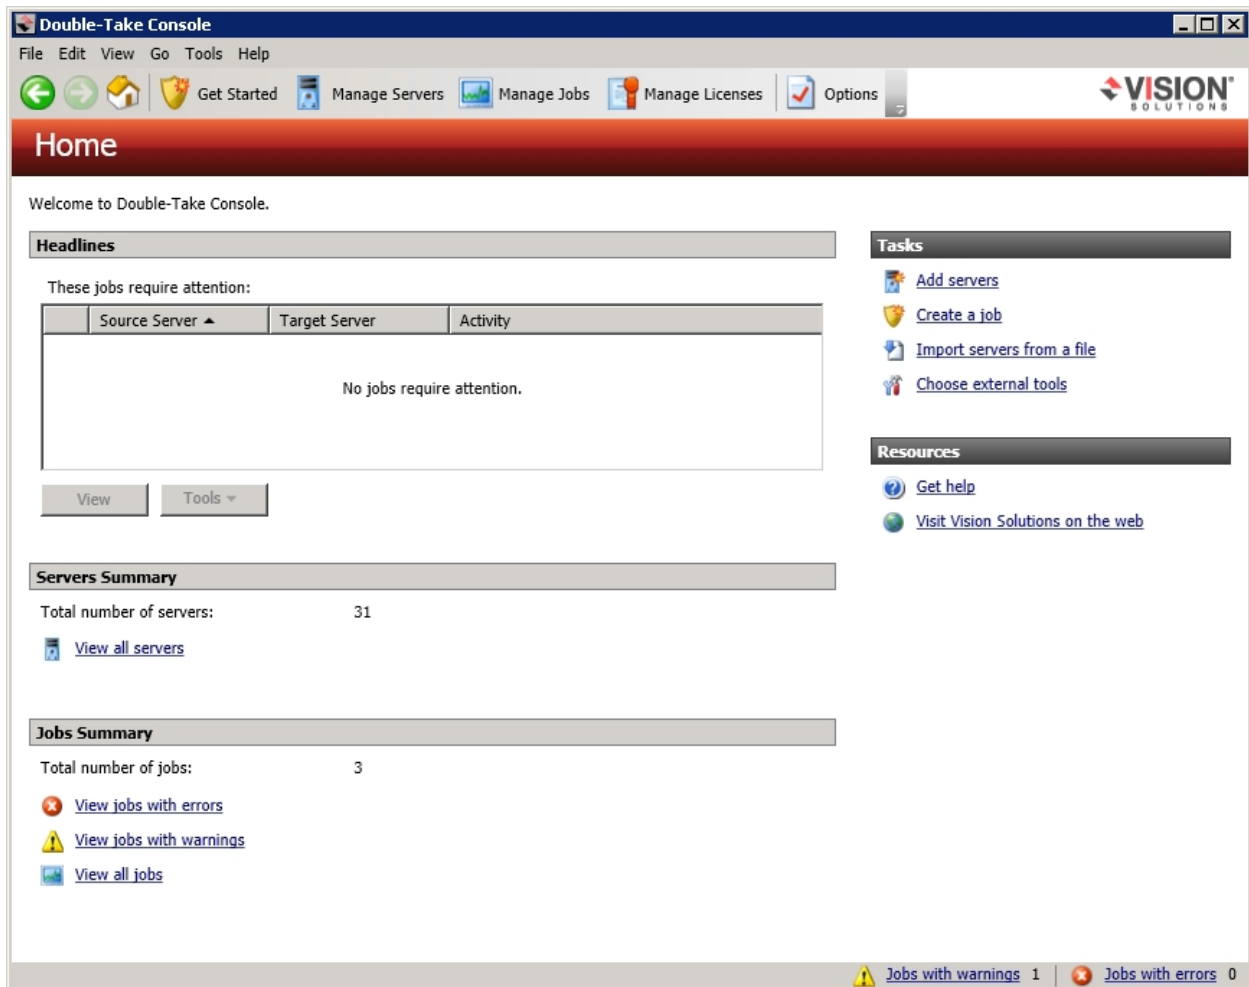 Double-Take Console
File Edit View Go Tools Help
Get Started Manage Servers Manage Jobs Manage Licenses Options
VISION
SOLUTIONS
Home
Welcome to Double-Take Console.
Headlines
These jobs require attention:
Source Server Target Server Activity
No jobs require attention.
View Tools
Servers Summary
Total number of servers: 31
View all servers
Jobs Summary
Total number of jobs: 3
View jobs with errors
View jobs with warnings
View all jobs
Tasks
Add servers
Create a job
Import servers from a file
Choose external tools
Resources
Get help
Visit Vision Solutions on the web
Jobs with warnings 1 Jobs with errors 0